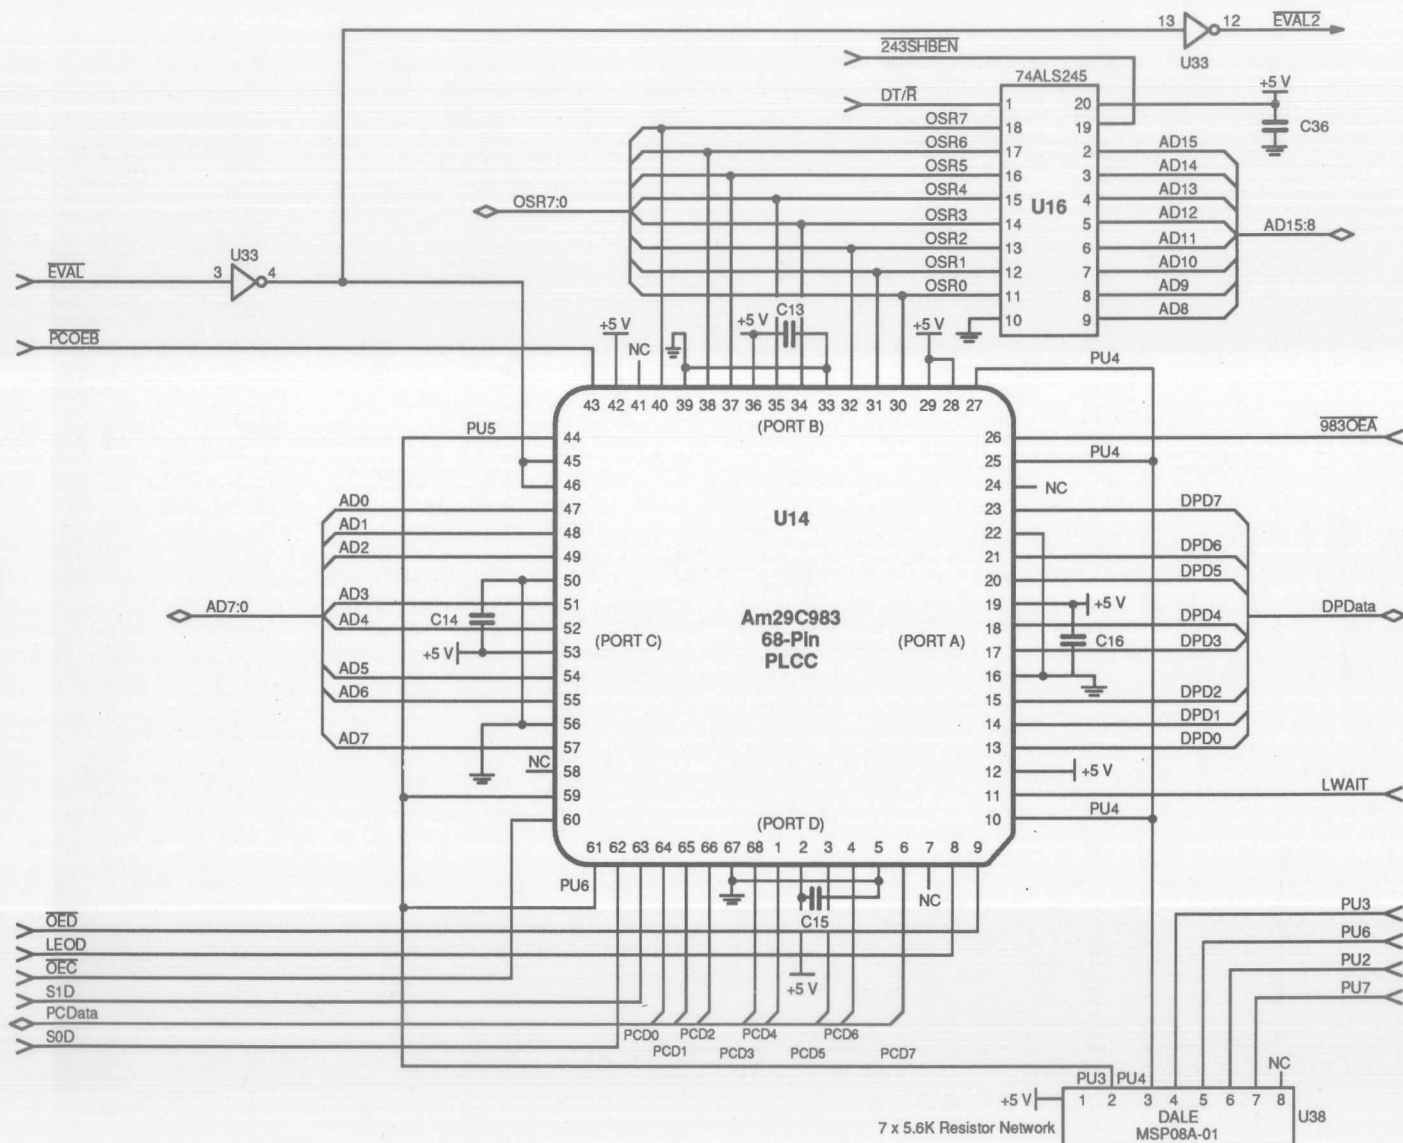 13 12 EVAL2
U33
243SHBEN
74ALS245
+5 V
DT/R 1 20
C36
OSR7 18 19
OSR6 17 2 AD15
OSR5 16 3 AD14
OSR4 15 4 AD13
OSR7:0 U16
OSR3 14 5 AD12
AD15:8
OSR2 13 6 AD11
OSR1 12 7 AD10
OSR0 11 8 AD9
10 9 AD8
U33
EVAL 3 4
C13
+5 V +5 V +5 V
PCOEB
NC
PU4
43 42 41 40 39 38 37 36 35 34 33 32 31 30 29 28 27
(PORT B)
PU5 44 26 983OEA
45 25 PU4
46 24 NC
AD0 47 23 DPD7
U14
AD1 48 22
AD2 49 21 DPD6
50 20 DPD5
AD3 51 19 +5 V
AD7:0 DPData
C14
Am29C983
AD4 52 18 DPD4
68-Pin
(PORT C) (PORT A) C16
PLCC
+5 V 53 17 DPD3
AD5 54 16
AD6 55 15 DPD2
56 14 DPD1
AD7 57 13 DPD0
NC 58 12 +5 V
59 11 LWAIT
60 10 PU4
(PORT D)
61 62 63 64 65 66 67 68 1 2 3 4 5 6 7 8 9
PU6
NC
C15
+5 V
OED
LEOD
OEC
S1D
PCData
S0D
PCD0 PCD2 PCD4 PCD6
PCD1 PCD3 PCD5 PCD7
PU3
PU6
PU2
PU7
NC
PU3 PU4
+5 V 1 2 3 4 5 6 7 8
U38
DALE
MSP08A-01
7 x 5.6K Resistor Network